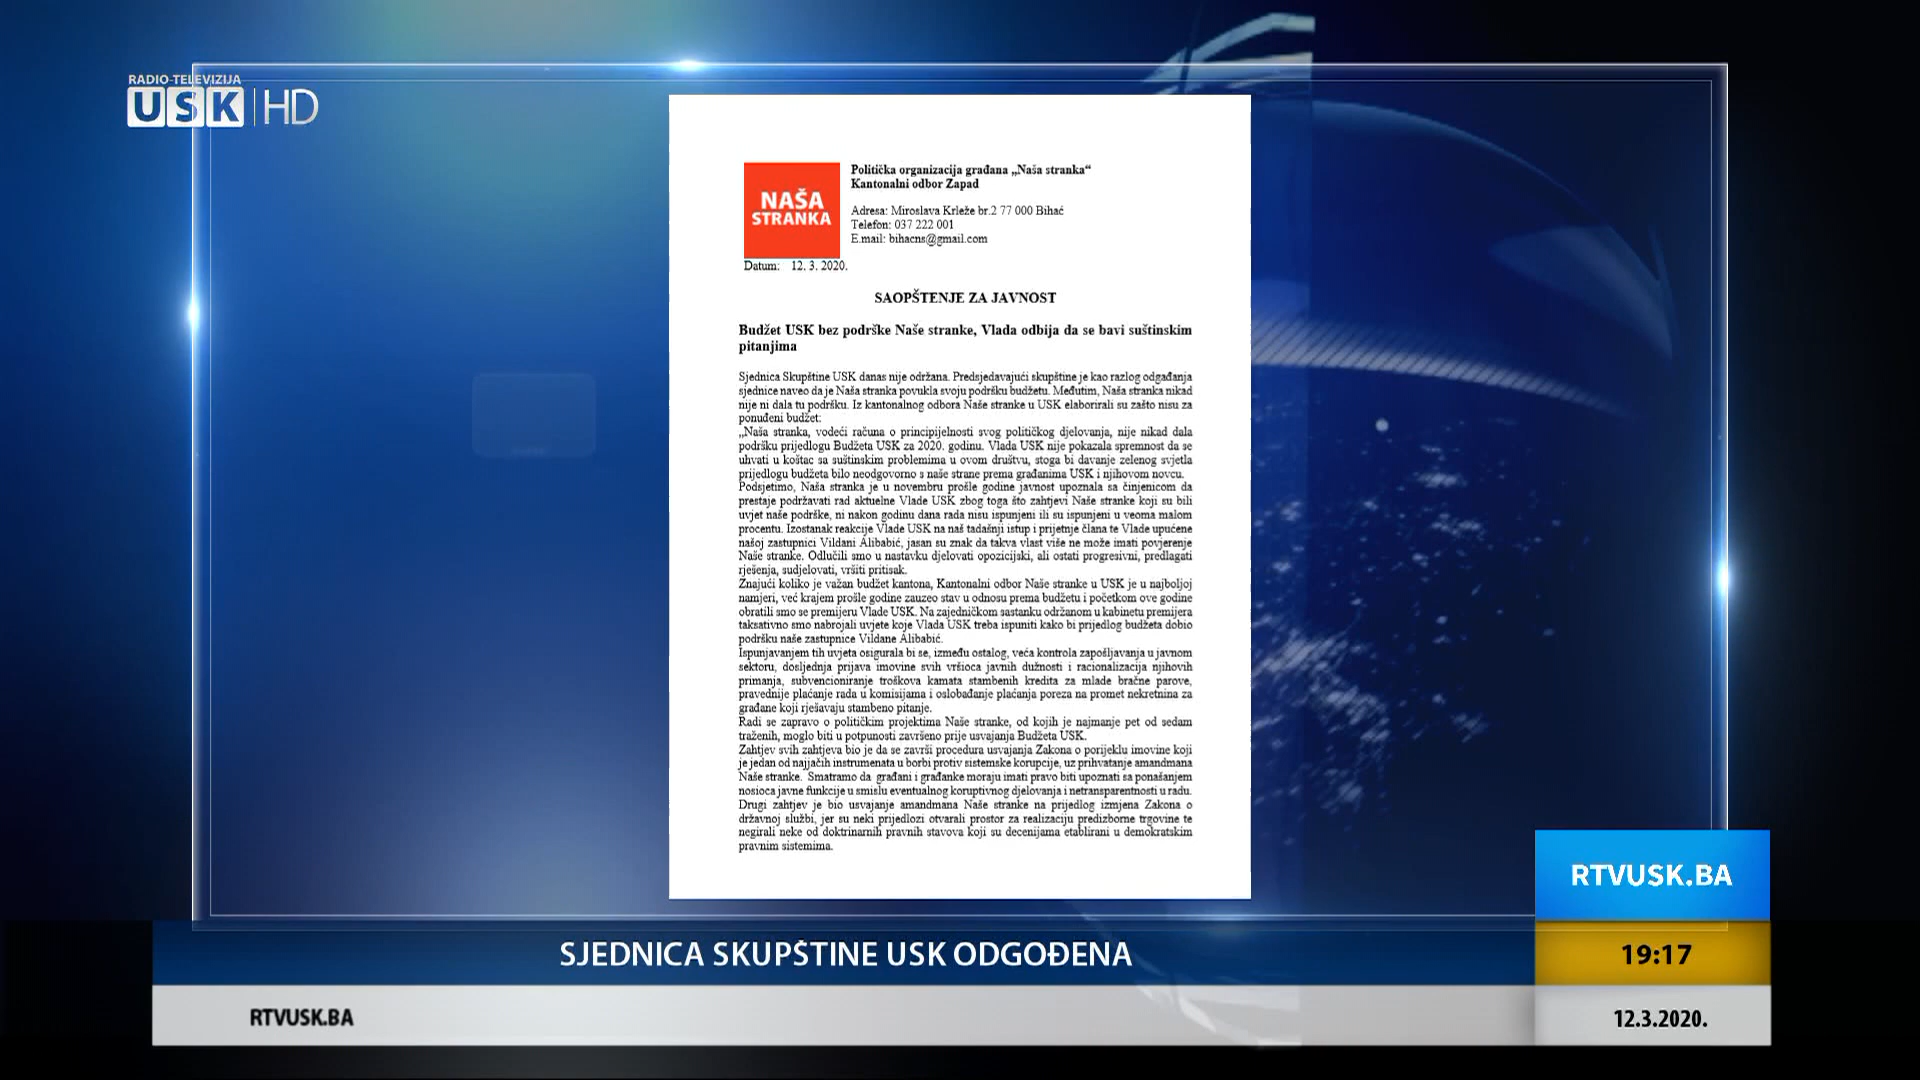 RADIO-TELEVIZIJA
USK HD
NAŠA
STRANKA
Politička organizacija građana „Naša stranka“
Kantonalni odbor Zapad
Adresa: Miroslava Krleže br.2 77 000 Bihać
Telefon: 037 222 001
E.mail: bihacns@gmail.com
Datum: 12. 3. 2020.
SAOPŠTENJE ZA JAVNOST
Budžet USK bez podrške Naše stranke, Vlada odbija da se bavi suštinskim
pitanjima
Sjednica Skupštine USK danas nije održana. Predsjedavajući skupštine je kao razlog odgađanja
sjednice naveo da je Naša stranka povukla svoju podršku budžetu. Međutim, Naša stranka nikad
nije ni dala tu podršku. Iz kantonalnog odbora Naše stranke u USK elaborirali su zašto nisu za
ponuđeni budžet:
„Naša stranka, vodeći računa o principijelnosti svog političkog djelovanja, nije nikad dala
podršku prijedlogu Budžeta USK za 2020. godinu. Vlada USK nije pokazala spremnost da se
uhvati u koštac sa suštinskim problemima u ovom društvu, stoga bi davanje zelenog svjetla
prijedlogu budžeta bilo neodgovorno s naše strane prema građanima USK i njihovom novcu.
Podsjetimo, Naša stranka je u novembru prošle godine javnost upoznala sa činjenicom da
prestaje podržavati rad aktuelne Vlade USK zbog toga što zahtjevi Naše stranke koji su bili
uvjet naše podrške, ni nakon godinu dana rada nisu ispunjeni ili su ispunjeni u veoma malom
procentu. Izostanak reakcije Vlade USK na naš tadašnji istup i prijetnje člana te Vlade upućene
našoj zastupnici Vildani Alibabić, jasan su znak da takva vlast više ne može imati povjerenje
Naše stranke. Odlučili smo u nastavku djelovati opozicijski, ali ostati progresivni, predlagati
rješenja, sudjelovati, vršiti pritisak.
Znajući koliko je važan budžet kantona, Kantonalni odbor Naše stranke u USK je u najboljoj
namjeri, već krajem prošle godine zauzeo stav u odnosu prema budžetu i početkom ove godine
obratili smo se premijeru Vlade USK. Na zajedničkom sastanku održanom u kabinetu premijera
taksativno smo nabrojali uvjete koje Vlada USK treba ispuniti kako bi prijedlog budžeta dobio
podršku naše zastupnice Vildane Alibabić.
Ispunjavanjem tih uvjeta osigurala bi se, između ostalog, veća kontrola zapošljavanja u javnom
sektoru, dosljednja prijava imovine svih vršioca javnih dužnosti i racionalizacija njihovih
primanja, subvencioniranje troškova kamata stambenih kredita za mlade bračne parove,
pravednije plaćanje rada u komisijama i oslobađanje plaćanja poreza na promet nekretnina za
građane koji rješavaju stambeno pitanje.
Radi se zapravo o političkim projektima Naše stranke, od kojih je najmanje pet od sedam
traženih, moglo biti u potpunosti završeno prije usvajanja Budžeta USK.
Zahtjev svih zahtjeva bio je da se završi procedura usvajanja Zakona o porijeklu imovine koji
je jedan od najjačih instrumenata u borbi protiv sistemske korupcije, uz prihvatanje amandmana
Naše stranke. Smatramo da građani i građanke moraju imati pravo biti upoznati sa ponašanjem
nosioca javne funkcije u smislu eventualnog koruptivnog djelovanja i netransparentnosti u radu.
Drugi zahtjev je bio usvajanje amandmana Naše stranke na prijedlog izmjena Zakona o
državnoj službi, jer su neki prijedlozi otvarali prostor za realizaciju predizborne trgovine te
negirali neke od doktrinarnih pravnih stavova koji su decenijama etablirani u demokratskim
pravnim sistemima.
RTVUSK.BA
SJEDNICA SKUPŠTINE USK ODGOĐENA
19:17
RTVUSK.BA
12.3.2020.